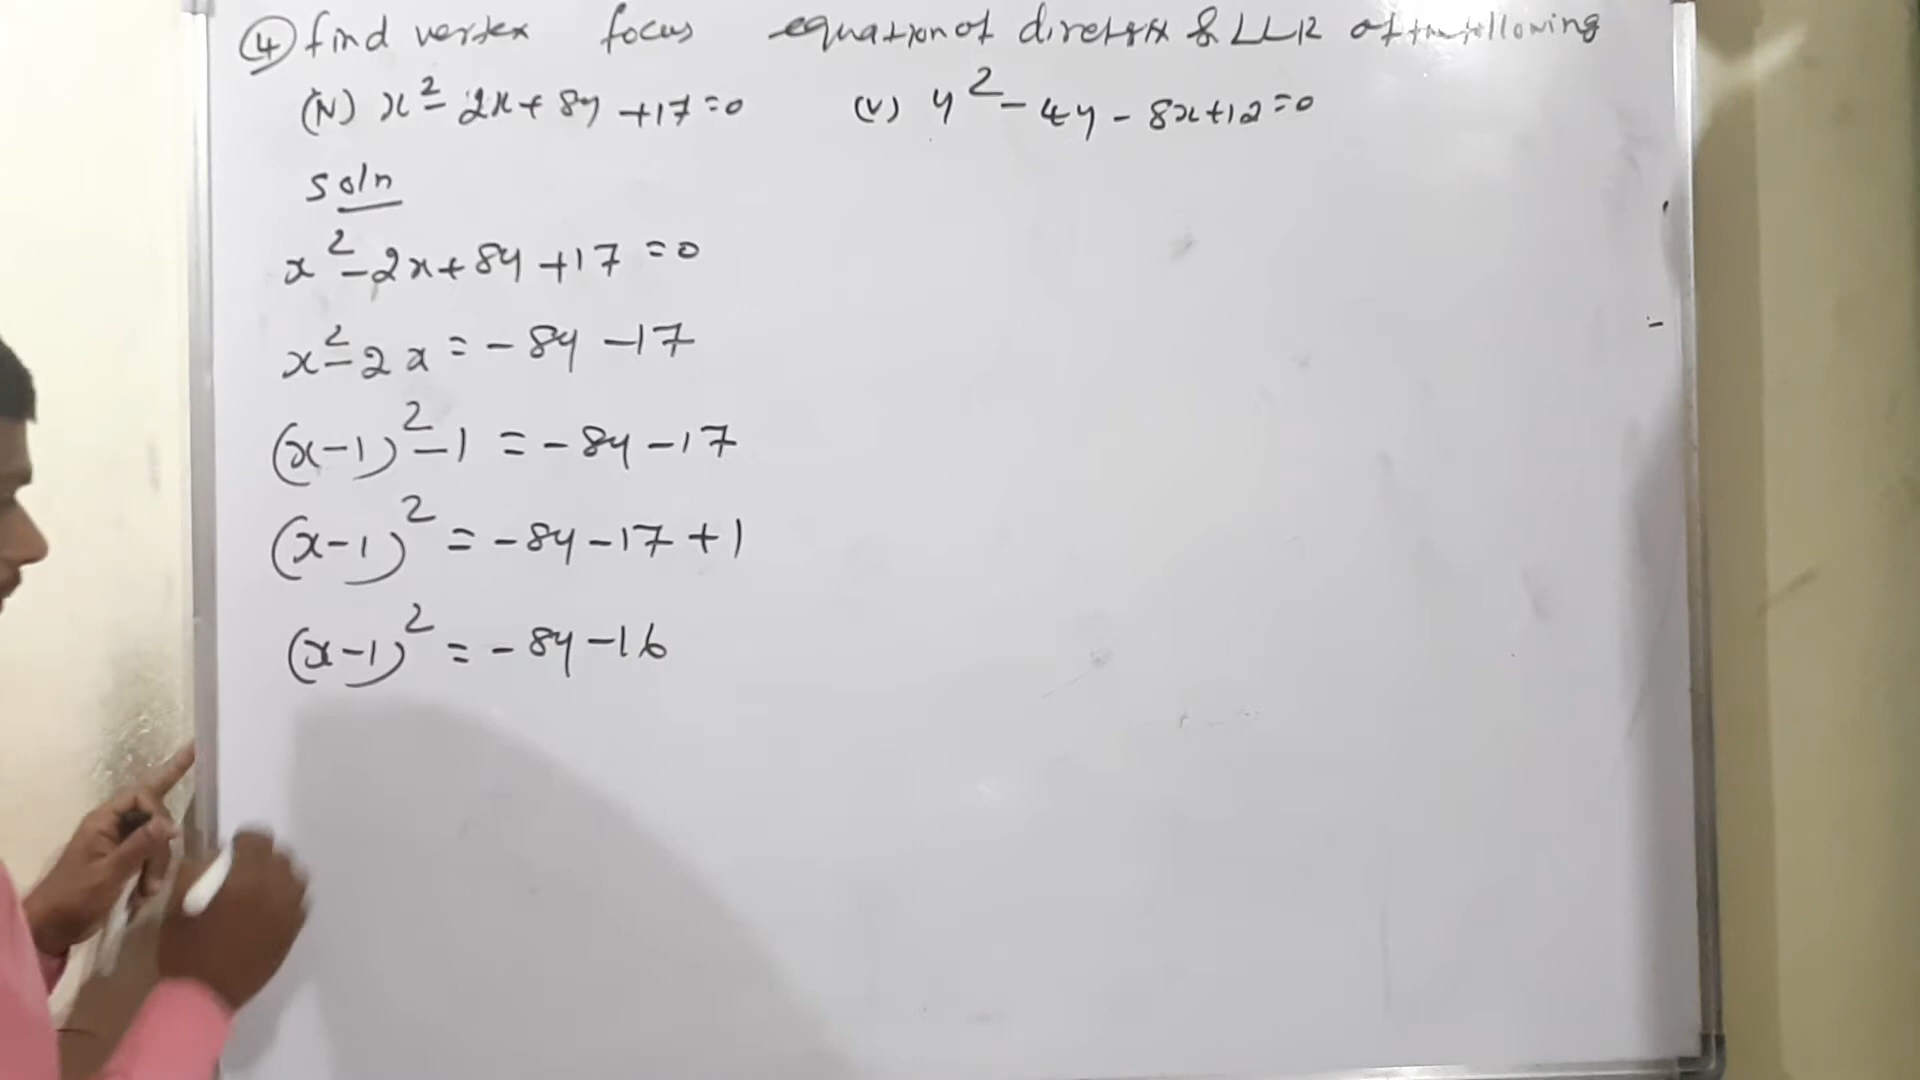 ④ find vertex focus equation of diretrix & LLR of the following
(iv) x² - 2x + 8y + 17 = 0 (v) y² - 4y - 8x + 12 = 0
Soln
x² - 2x + 8y + 17 = 0
x² - 2x = - 8y - 17
(x-1)² - 1 = - 8y - 17
(x-1)² = - 8y - 17 + 1
(x-1)² = - 8y - 16